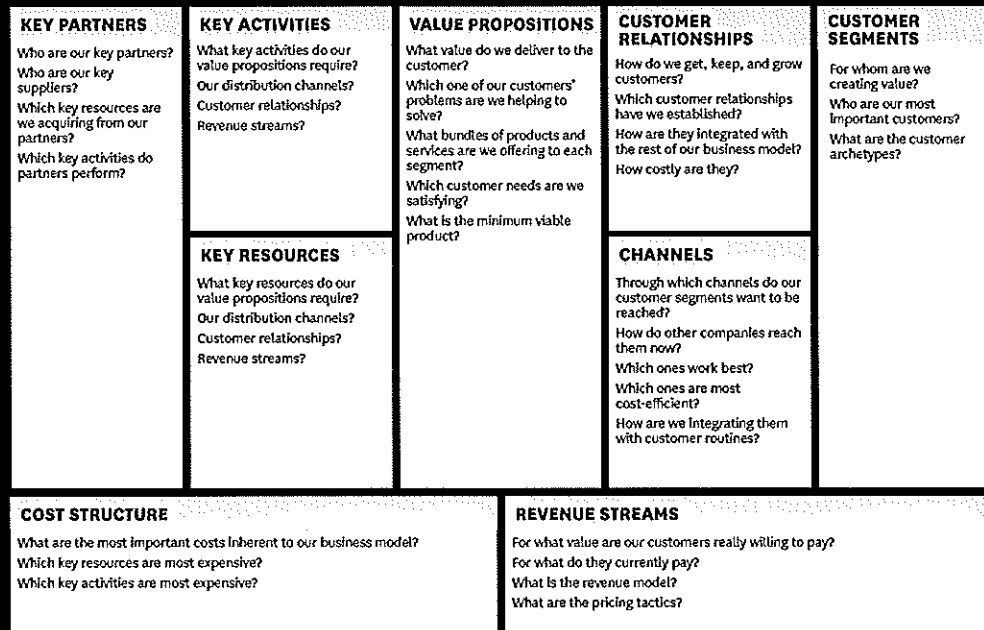 KEY PARTNERS
Who are our key partners?
Who are our key
suppliers?
Which key resources are
we acquiring from our
partners?
Which key activities do
partners perform?
KEY ACTIVITIES
What key activities do our
value propositions require?
Our distribution channels?
Customer relationships?
Revenue streams?
KEY RESOURCES
What key resources do our
value propositions require?
Our distribution channels?
Customer relationships?
Revenue streams?
VALUE PROPOSITIONS
What value do we deliver to the
customer?
Which one of our customers'
problems are we helping to
solve?
What bundles of products and
services are we offering to each
segment?
Which customer needs are we
satisfying?
What is the minimum viable
product?
CUSTOMER
RELATIONSHIPS
How do we get, keep, and grow
customers?
Which customer relationships
have we established?
How are they integrated with
the rest of our business model?
How costly are they?
CHANNELS
Through which channels do our
customer segments want to be
reached?
How do other companies reach
them now?
Which ones work best?
Which ones are most
cost-efficient?
How are we integrating them
with customer routines?
CUSTOMER
SEGMENTS
For whom are we
creating value?
Who are our most
important customers?
What are the customer
archetypes?
COST STRUCTURE
What are the most important costs inherent to our business model?
Which key resources are most expensive?
Which key activities are most expensive?
REVENUE STREAMS
For what value are our customers really willing to pay?
For what do they currently pay?
What is the revenue model?
What are the pricing tactics?